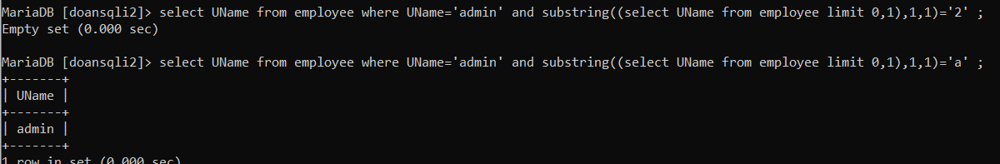 MariaDB [doansqli2]> select UName from employee where UName='admin' and substring((select UName from employee limit 0,1),1,1)='2' ;
Empty set (0.000 sec)
MariaDB [doansqli2]> select UName from employee where UName='admin' and substring((select UName from employee limit 0,1),1,1)='a' ;
+-------+
| UName |
+-------+
| admin |
+-------+
1 row in set (0.000 sec)